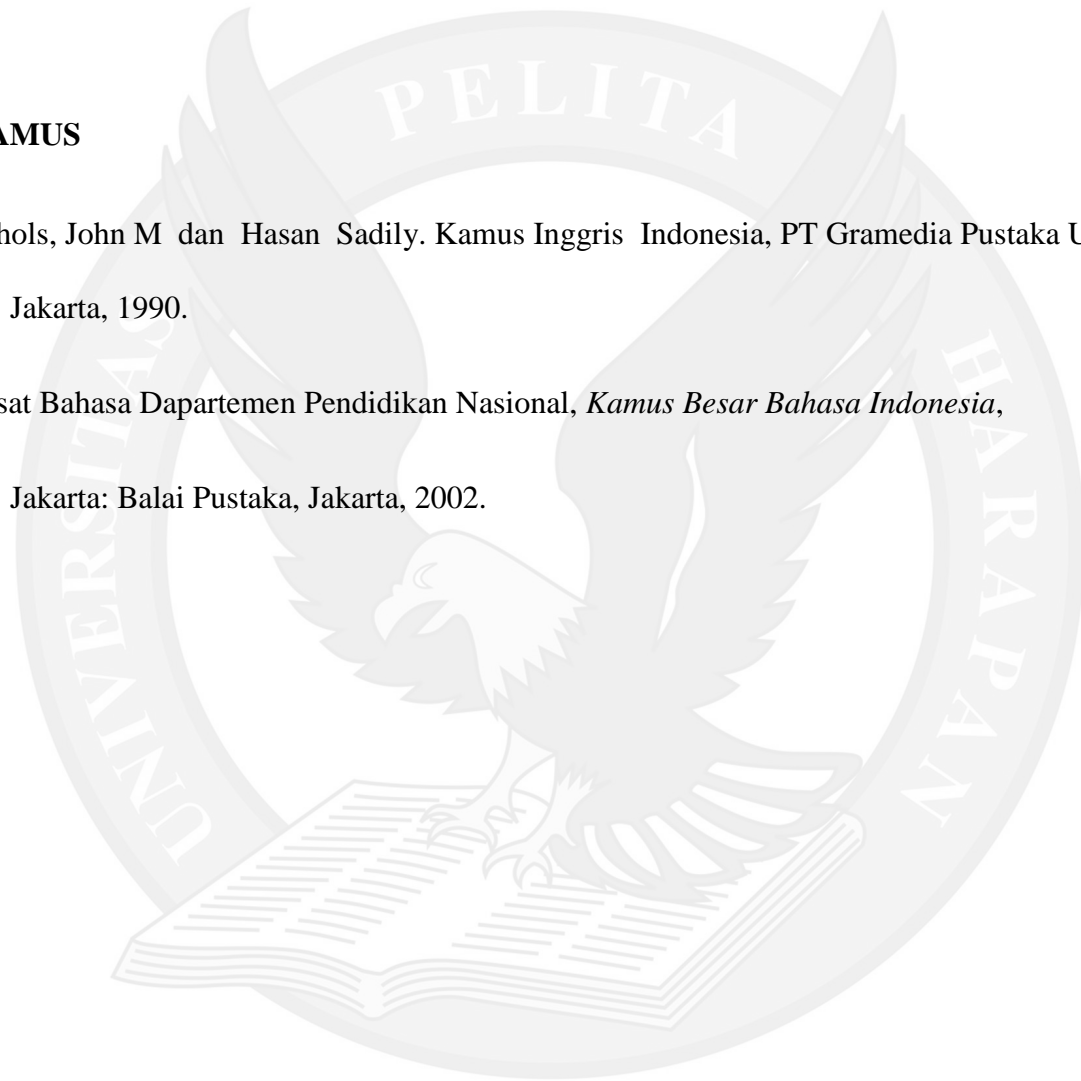 AMUS
hols, John M dan Hasan Sadily. Kamus Inggris Indonesia, PT Gramedia Pustaka U
Jakarta, 1990.
sat Bahasa Dapartemen Pendidikan Nasional, Kamus Besar Bahasa Indonesia,
Jakarta: Balai Pustaka, Jakarta, 2002.
UNIVERSITAS PELITA HARAPAN